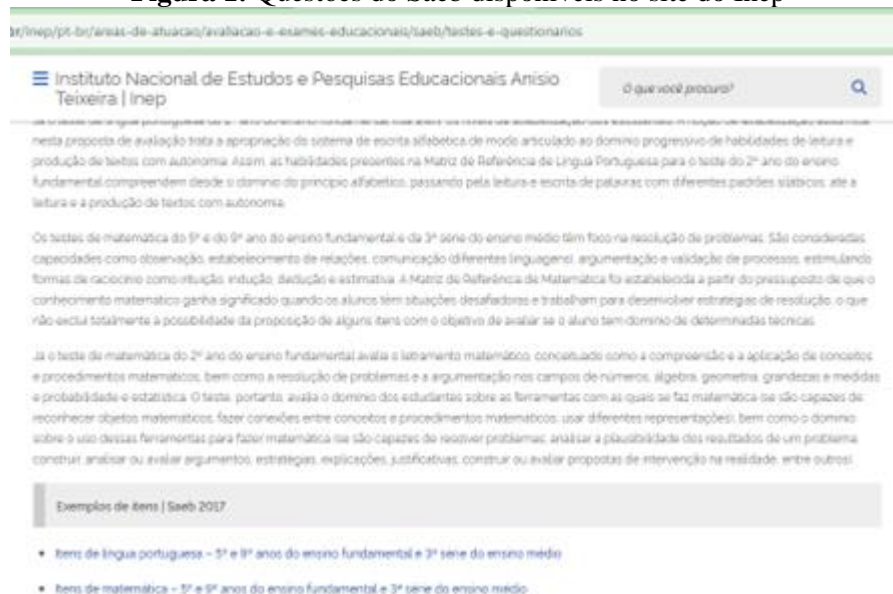 Figura 1: Questões do Saeb disponíveis no site do Inep
br/inep/pt-br/areas-de-atuacao/avaliacao-e-exames-educacionais/saeb/testes-e-questionarios
Instituto Nacional de Estudos e Pesquisas Educacionais Anísio
Teixeira | Inep
O que você procura?
nesta proposta de avaliação trata a apropriação do sistema de escrita alfabética de modo articulado ao domínio progressivo de habilidades de leitura e
produção de textos com autonomia. Assim, as habilidades presentes na Matriz de Referência de Língua Portuguesa para o teste do 2º ano do ensino
fundamental compreendem desde o domínio do princípio alfabético, passando pela leitura e escrita de palavras com diferentes padrões silábicos, até a
leitura e a produção de textos com autonomia.
Os testes de matemática do 5º e do 9º ano do ensino fundamental e da 3ª série do ensino médio têm foco na resolução de problemas. São consideradas
capacidades como observação, estabelecimento de relações, comunicação (diferentes linguagens), argumentação e validação de processos, estimulando
formas de raciocínio como intuição, indução, dedução e estimativa. A Matriz de Referência de Matemática foi estabelecida a partir do pressuposto de que o
conhecimento matemático ganha significado quando os alunos têm situações desafiadoras e trabalham para desenvolver estratégias de resolução, o que
não exclui totalmente a possibilidade da proposição de alguns itens com o objetivo de avaliar se o aluno tem domínio de determinadas técnicas.
Já o teste de matemática do 2º ano do ensino fundamental avalia o letramento matemático, conceituado como a compreensão e a aplicação de conceitos
e procedimentos matemáticos, bem como a resolução de problemas e a argumentação nos campos de números, álgebra, geometria, grandezas e medidas
e probabilidade e estatística. O teste, portanto, avalia o domínio dos estudantes sobre as ferramentas com as quais se faz matemática (se são capazes de
reconhecer objetos matemáticos, fazer conexões entre conceitos e procedimentos matemáticos, usar diferentes representações), bem como o domínio
sobre o uso dessas ferramentas para fazer matemática (se são capazes de resolver problemas, analisar a plausibilidade dos resultados de um problema,
construir, analisar ou avaliar argumentos, estratégias, explicações, justificativas, construir ou avaliar propostas de intervenção na realidade, entre outros).
Exemplos de itens | Saeb 2017
• Itens de língua portuguesa – 5º e 9º anos do ensino fundamental e 3ª série do ensino médio
• Itens de matemática – 5º e 9º anos do ensino fundamental e 3ª série do ensino médio